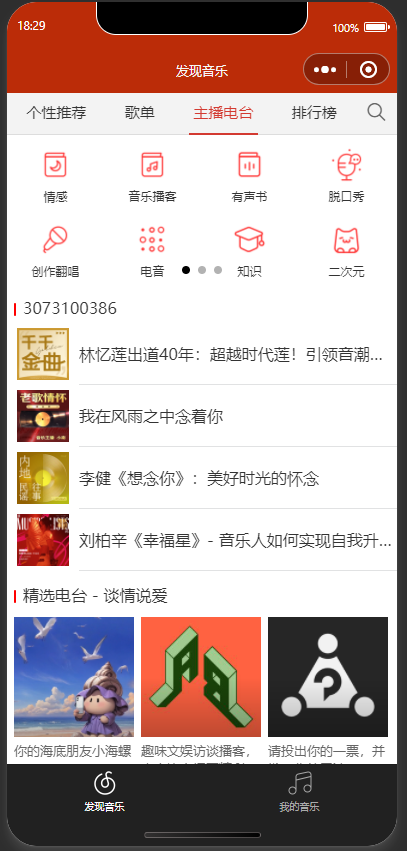 18:29
100%
发现音乐
个性推荐 歌单 主播电台 排行榜
情感 音乐播客 有声书 脱口秀
创作翻唱 电音 知识 二次元
3073100386
千千
金曲
林忆莲出道40年：超越时代莲！引领音潮...
老歌情怀
我在风雨之中念着你
内地
民谣 往事
李健《想念你》：美好时光的怀念
刘柏辛《幸福星》- 音乐人如何实现自我升...
精选电台 - 谈情说爱
你的海底朋友小海螺 趣味文娱访谈播客， 请投出你的一票，并
发现音乐 我的音乐